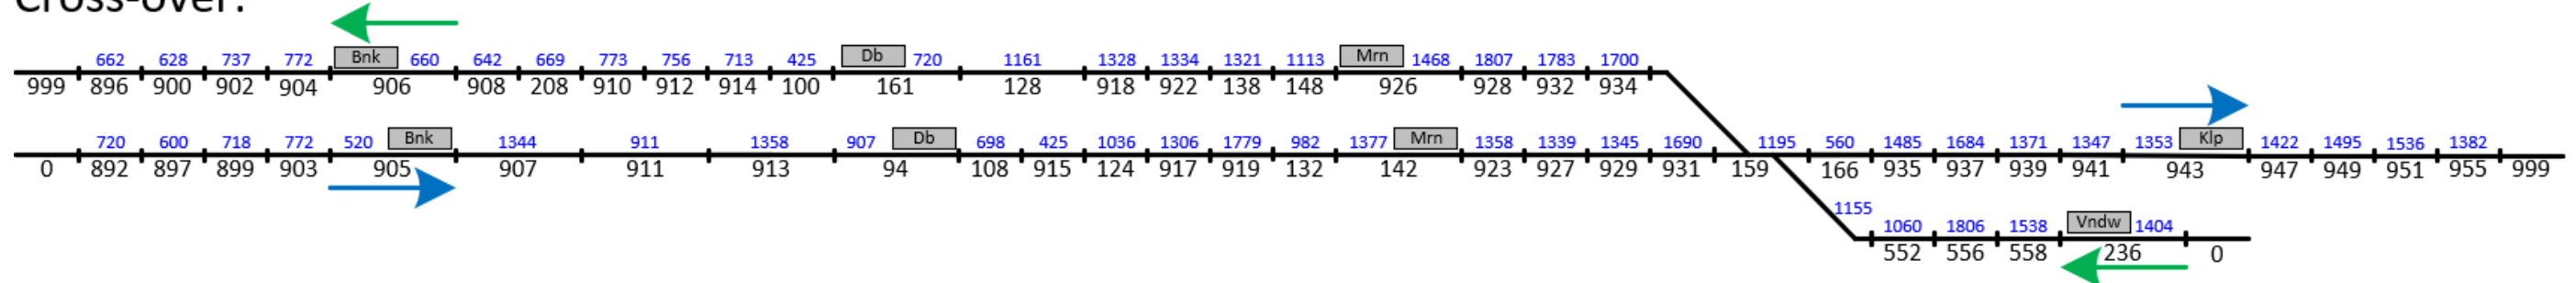 Cross-over:
662 628 737 772 Bnk 660 642 669 773 756 713 425 Db 720 1161 1328 1334 1321 1113 Mrn 1468 1807 1783 1700
999 896 900 902 904 906 908 208 910 912 914 100 161 128 918 922 138 148 926 928 932 934
720 600 718 772 520 Bnk 1344 911 1358 907 Db 698 425 1036 1306 1779 982 1377 Mrn 1358 1339 1345 1690 1195 560 1485 1684 1371 1347 1353 Klp 1422 1495 1536 1382
0 892 897 899 903 905 907 911 913 94 108 915 124 917 919 132 142 923 927 929 931 159 166 935 937 939 941 943 947 949 951 955 999
1155 1060 1806 1538 Vndw 1404
552 556 558 236 0